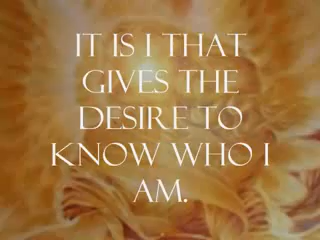 IT IS I THAT
GIVES THE
DESIRE TO
KNOW WHO I
AM.